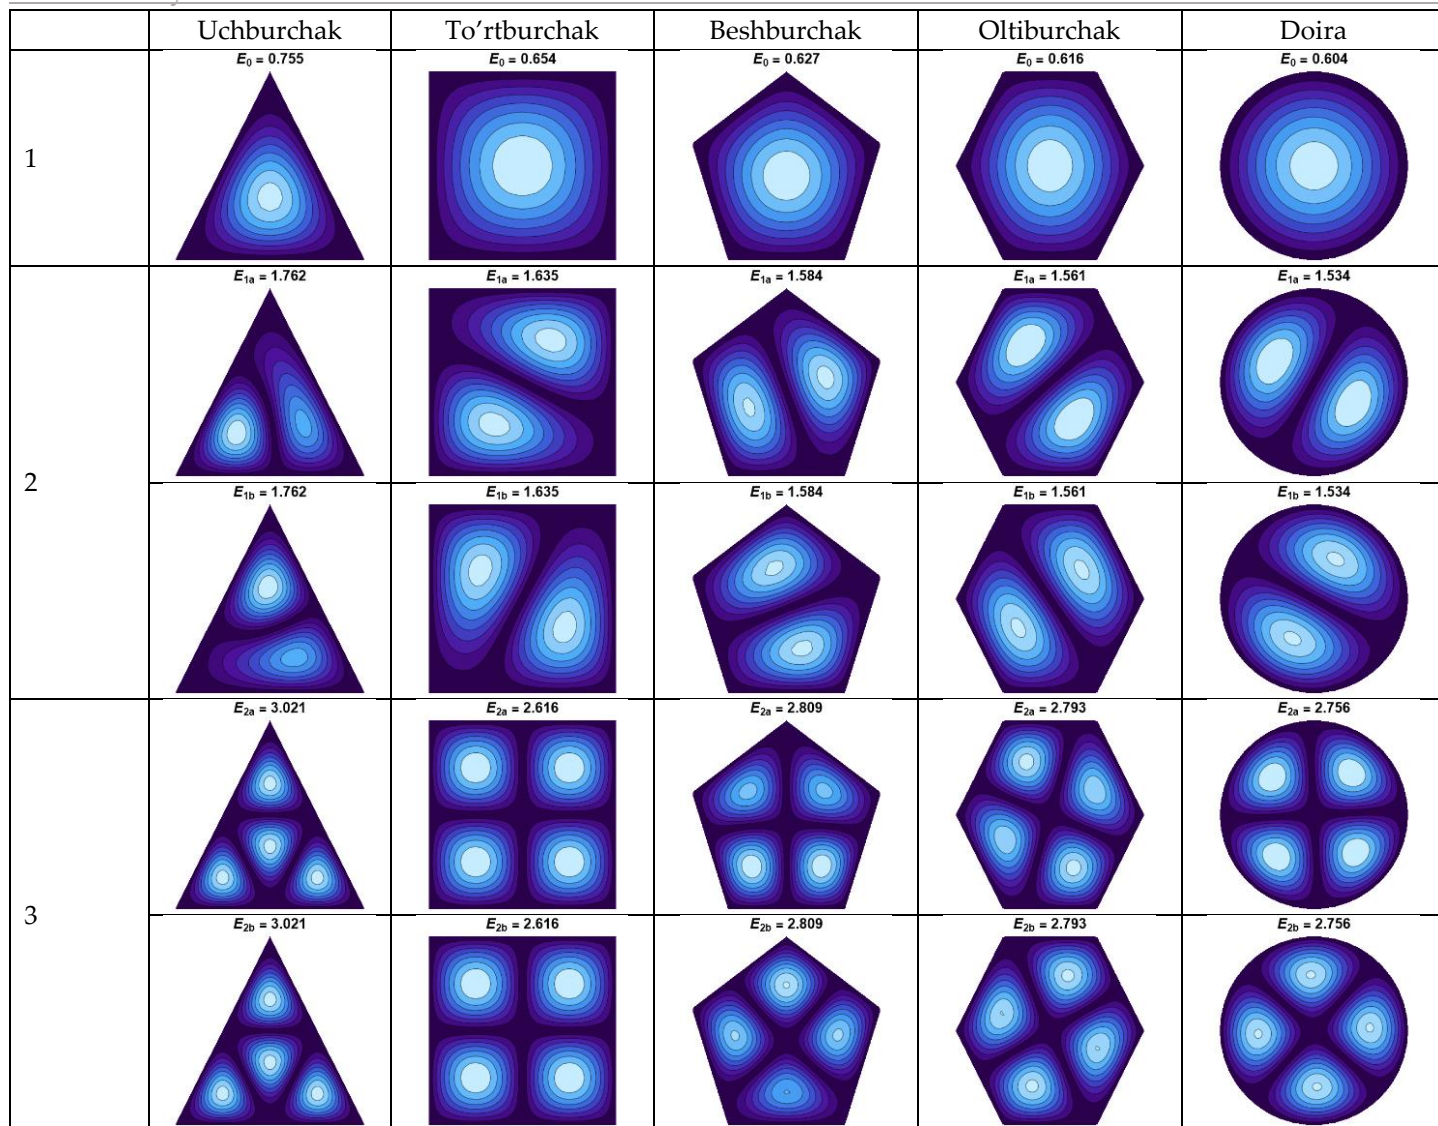 Uchburchak To’rtburchak Beshburchak Oltiburchak Doira
1
E0 = 0.755 E0 = 0.654 E0 = 0.627 E0 = 0.616 E0 = 0.604
2
E1a = 1.762 E1a = 1.635 E1a = 1.584 E1a = 1.561 E1a = 1.534
E1b = 1.762 E1b = 1.635 E1b = 1.584 E1b = 1.561 E1b = 1.534
3
E2a = 3.021 E2a = 2.616 E2a = 2.809 E2a = 2.793 E2a = 2.756
E2b = 3.021 E2b = 2.616 E2b = 2.809 E2b = 2.793 E2b = 2.756